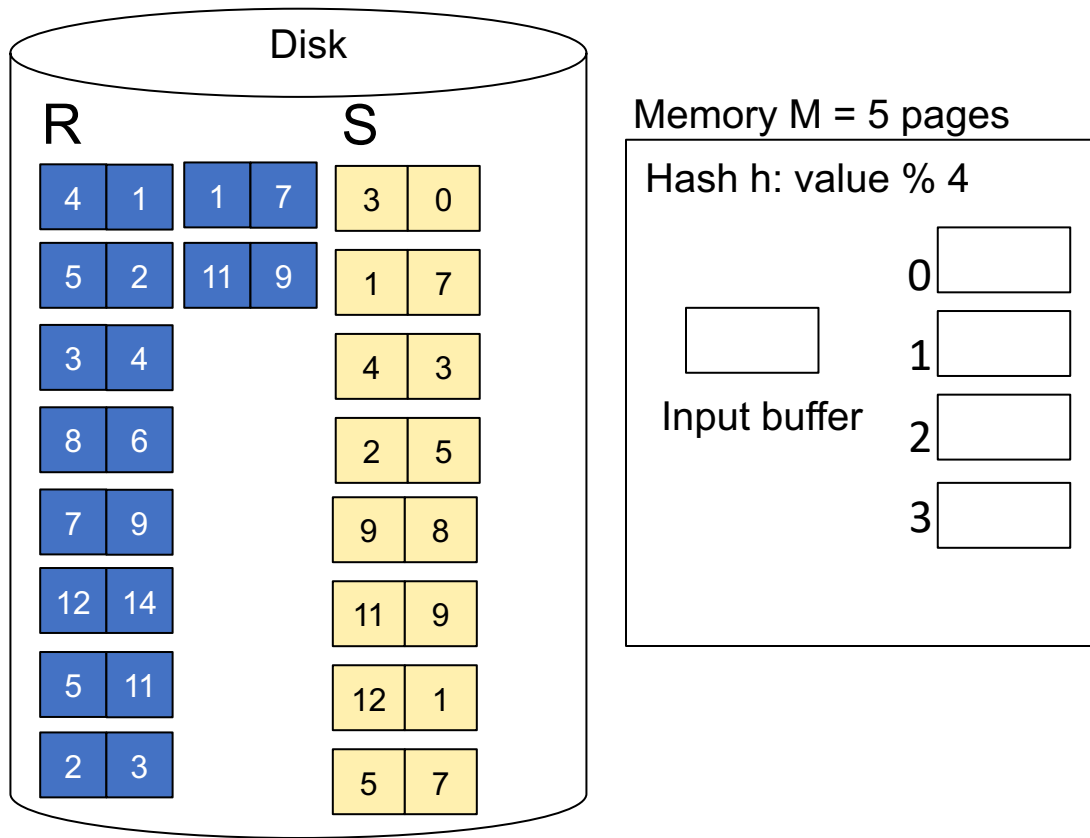 Disk
R S
4 1 1 7 3 0
5 2 11 9 1 7
3 4 4 3
8 6 2 5
7 9 9 8
12 14 11 9
5 11 12 1
2 3 5 7
Memory M = 5 pages
Hash h: value % 4
0
1
Input buffer
2
3